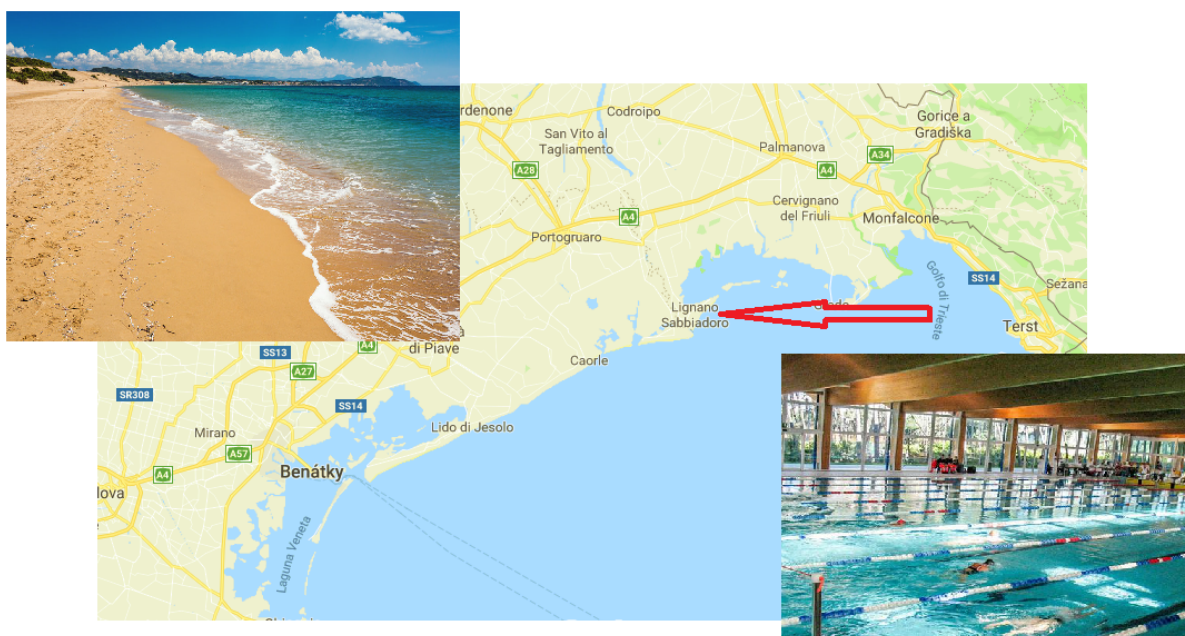 rdenone
Codroipo
Gorice a
Gradiška
San Vito al
Tagliamento
Palmanova
A34
A28
A4
Cervignano
del Friuli
A4
Monfalcone
Portogruaro
Golfo di Trieste
SS14
Sezana
Lignano
Sabbiadoro
Terst
di Piave
A4
SS13
Caorle
A27
SR308
SS14
Lido di Jesolo
Mirano
A57
A4
Benátky
lova
Laguna Veneta